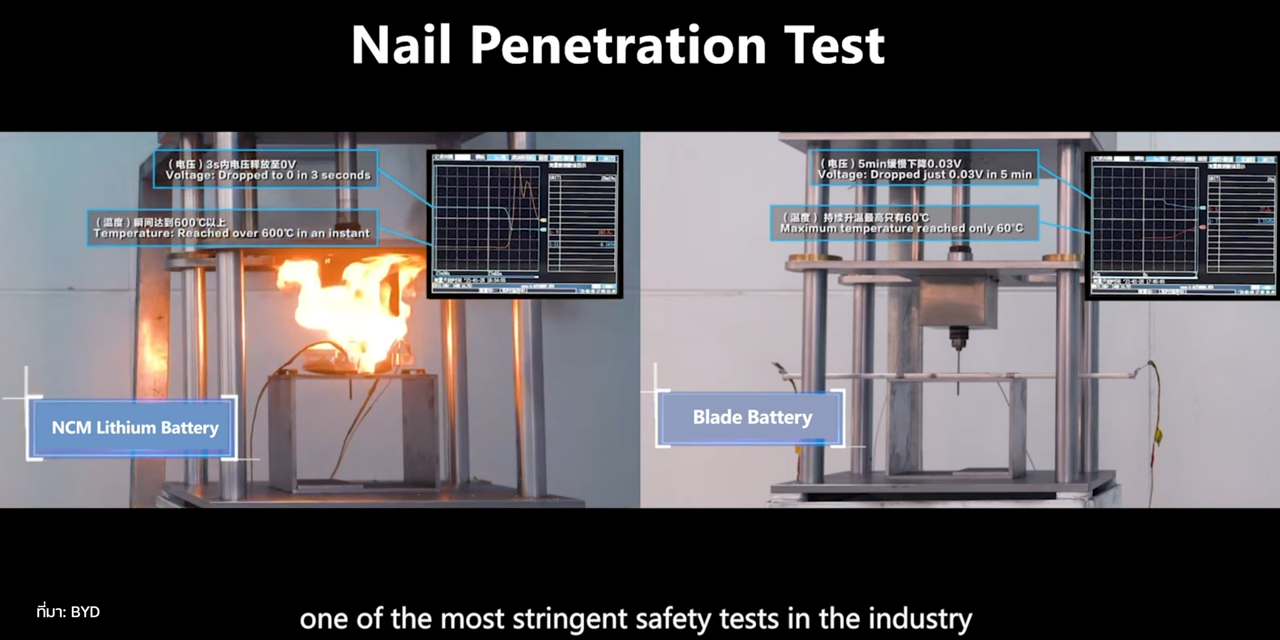 Nail Penetration Test
（电压）3s内电压释放至0V
Voltage: Dropped to 0 in 3 seconds
（温度）瞬间达到600℃以上
Temperature: Reached over 600℃ in an instant
NCM Lithium Battery
（电压）5min缓慢下降0.03V
Voltage: Dropped just 0.03V in 5 min
（温度）持续升温最高只有60℃
Maximum temperature reached only 60℃
Blade Battery
ที่มา: BYD
one of the most stringent safety tests in the industry